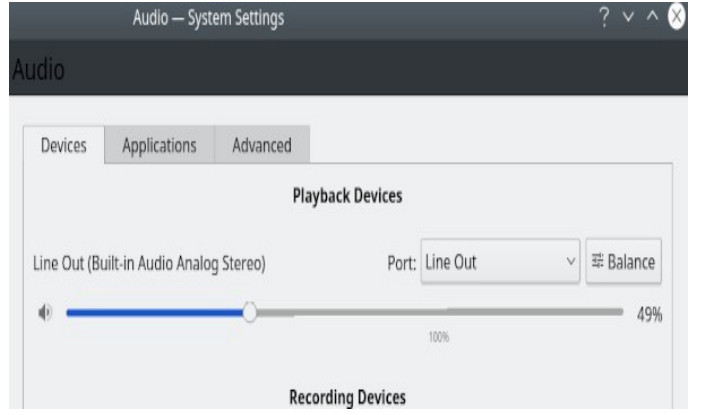 Audio — System Settings
Audio
Devices Applications Advanced
Playback Devices
Line Out (Built-in Audio Analog Stereo) Port: Line Out Balance
49%
100%
Recording Devices